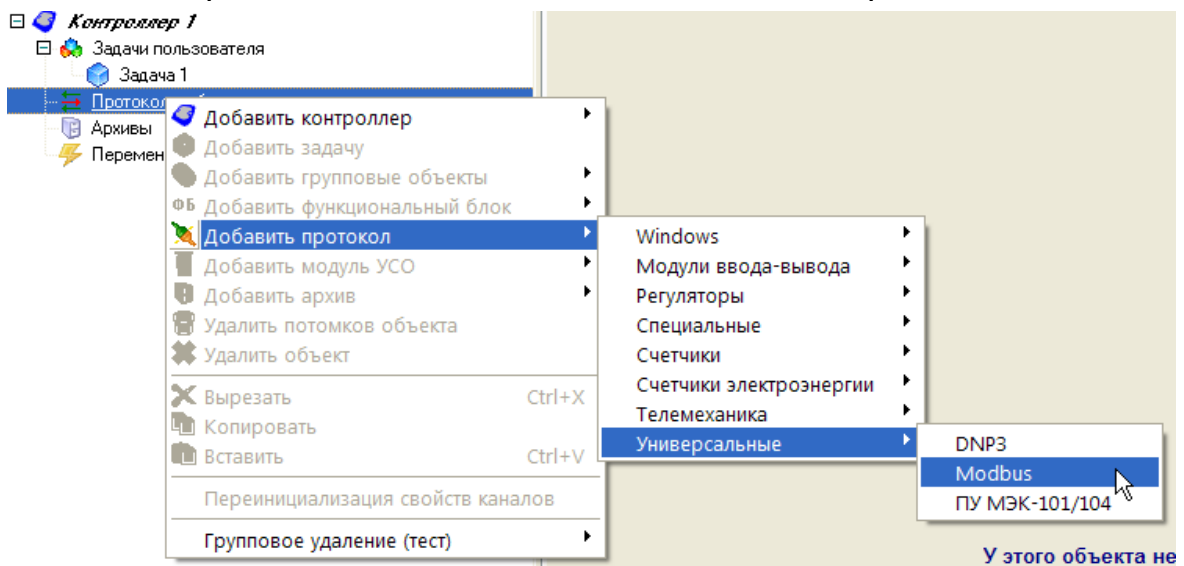 Контроллер 1
Задачи пользователя
Задача 1
Архивы
Добавить контроллер
Добавить задачу
Добавить групповые объекты
ФБ Добавить функциональный блок
Добавить протокол
Добавить модуль УСО
Добавить архив
Удалить потомков объекта
Удалить объект
Вырезать Ctrl+X
Копировать
Вставить Ctrl+V
Переинициализация свойств каналов
Групповое удаление (тест)
Windows
Модули ввода-вывода
Регуляторы
Специальные
Счетчики
Счетчики электроэнергии
Телемеханика
Универсальные
DNP3
Modbus
ПУ МЭК-101/104
У этого объекта не